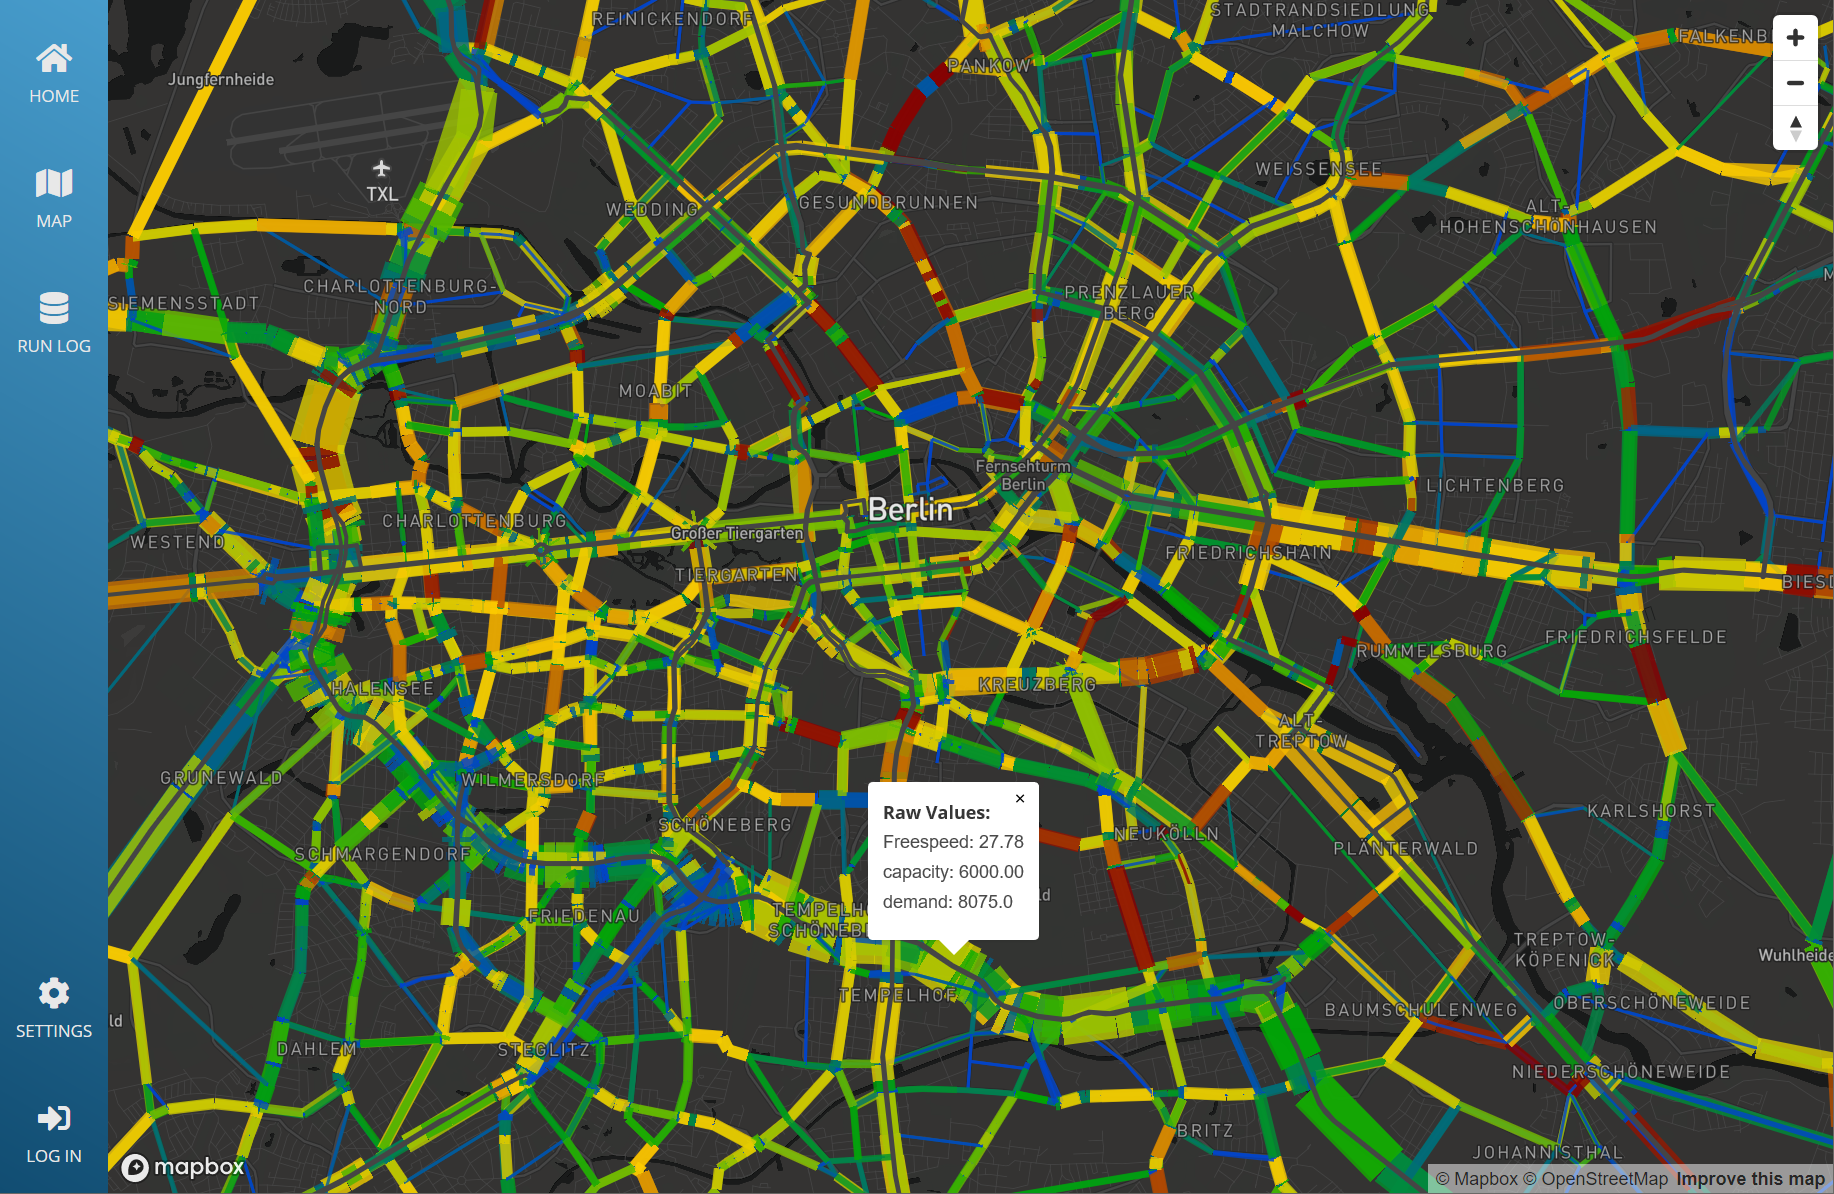 HOME
MAP
RUN LOG
SETTINGS
LOG IN
REINICKENDORF
STADTRANDSIEDLUNG
MALCHOW
FALKENB
Jungfernheide
PANKOW
TXL
WEISSENSEE
WEDDING
GESUNDBRUNNEN
ALT-
HOHENSCHÖNHAUSEN
CHARLOTTENBURG-
NORD
SIEMENSSTADT
PRENZLAUER
BERG
M
MOABIT
Fernsehturm
Berlin
LICHTENBERG
Berlin
CHARLOTTENBURG
Großer Tiergarten
WESTEND
FRIEDRICHSHAIN
TIERGARTEN
BIESD
FRIEDRICHSFELDE
RUMMELSBURG
HALENSEE
KREUZBERG
ALT-
TREPTOW
GRUNEWALD
WILMERSDORF
KARLSHORST
SCHÖNEBERG
NEUKÖLLN
PLÄNTERWALD
SCHMARGENDORF
Raw Values:
Freespeed: 27.78
capacity: 6000.00
demand: 8075.0
×
ld
FRIEDENAU
TEMPELHO
SCHÖNEBE
TREPTOW-
KÖPENICK
Wuhlheide
TEMPELHOF
BAUMSCHULENWEG
OBERSCHÖNEWEIDE
ld
DAHLEM
STEGLITZ
NIEDERSCHÖNEWEIDE
BRITZ
JOHANNISTHAL
mapbox
© Mapbox © OpenStreetMap Improve this map